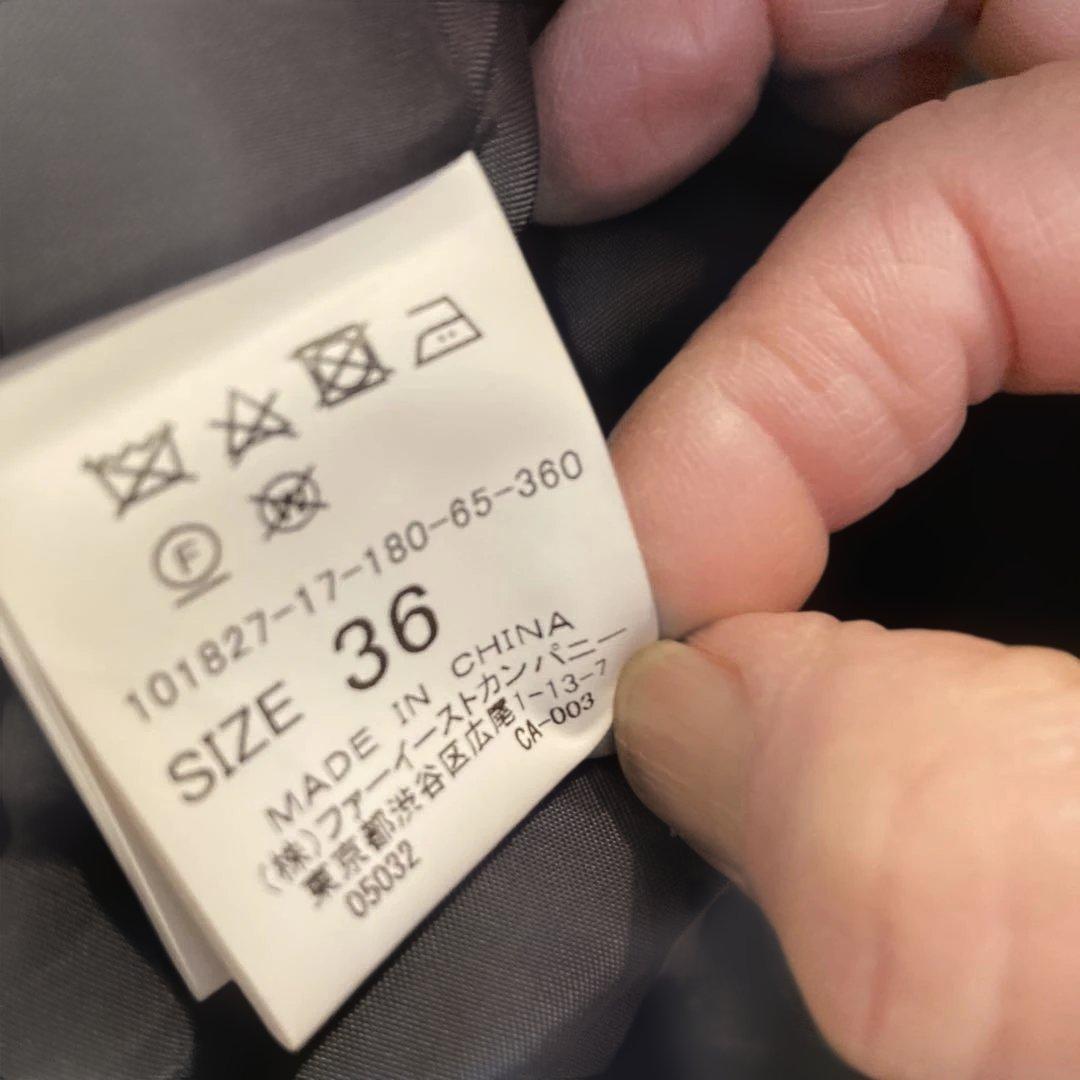 F W
101827-17-180-65-360
SIZE 36
MADE IN CHINA
(株)ファーイーストカンパニー
東京都渋谷区広尾1-13-7
05032 CA-003